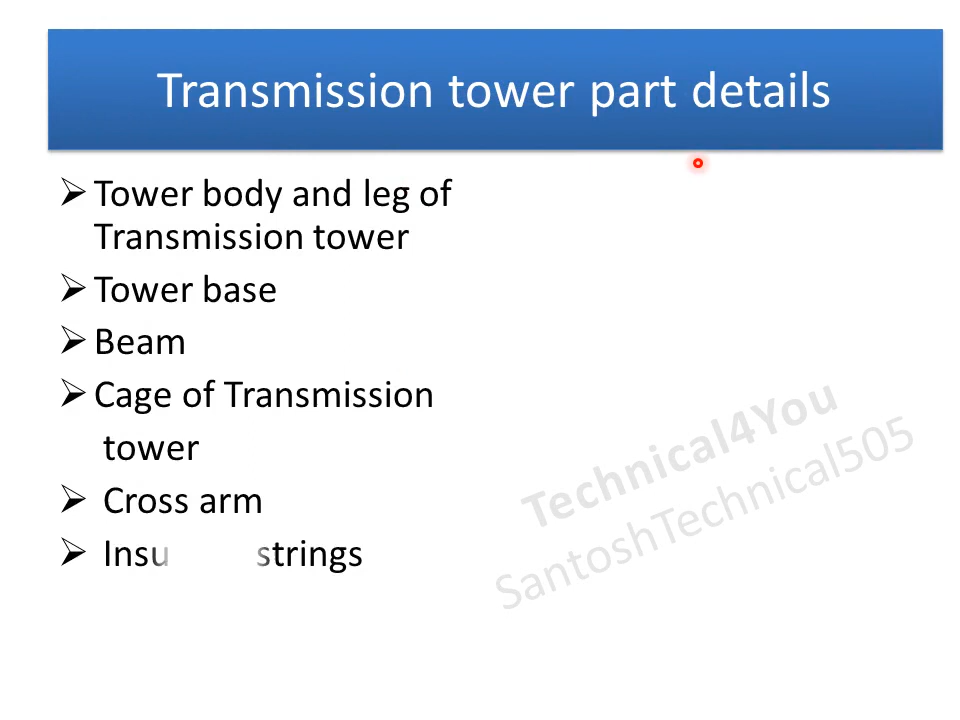 Transmission tower part details
➢ Tower body and leg of
Transmission tower
➢ Tower base
➢ Beam
➢ Cage of Transmission
tower
➢ Cross arm
➢ strings
Technical4You
SantoshTechnical505